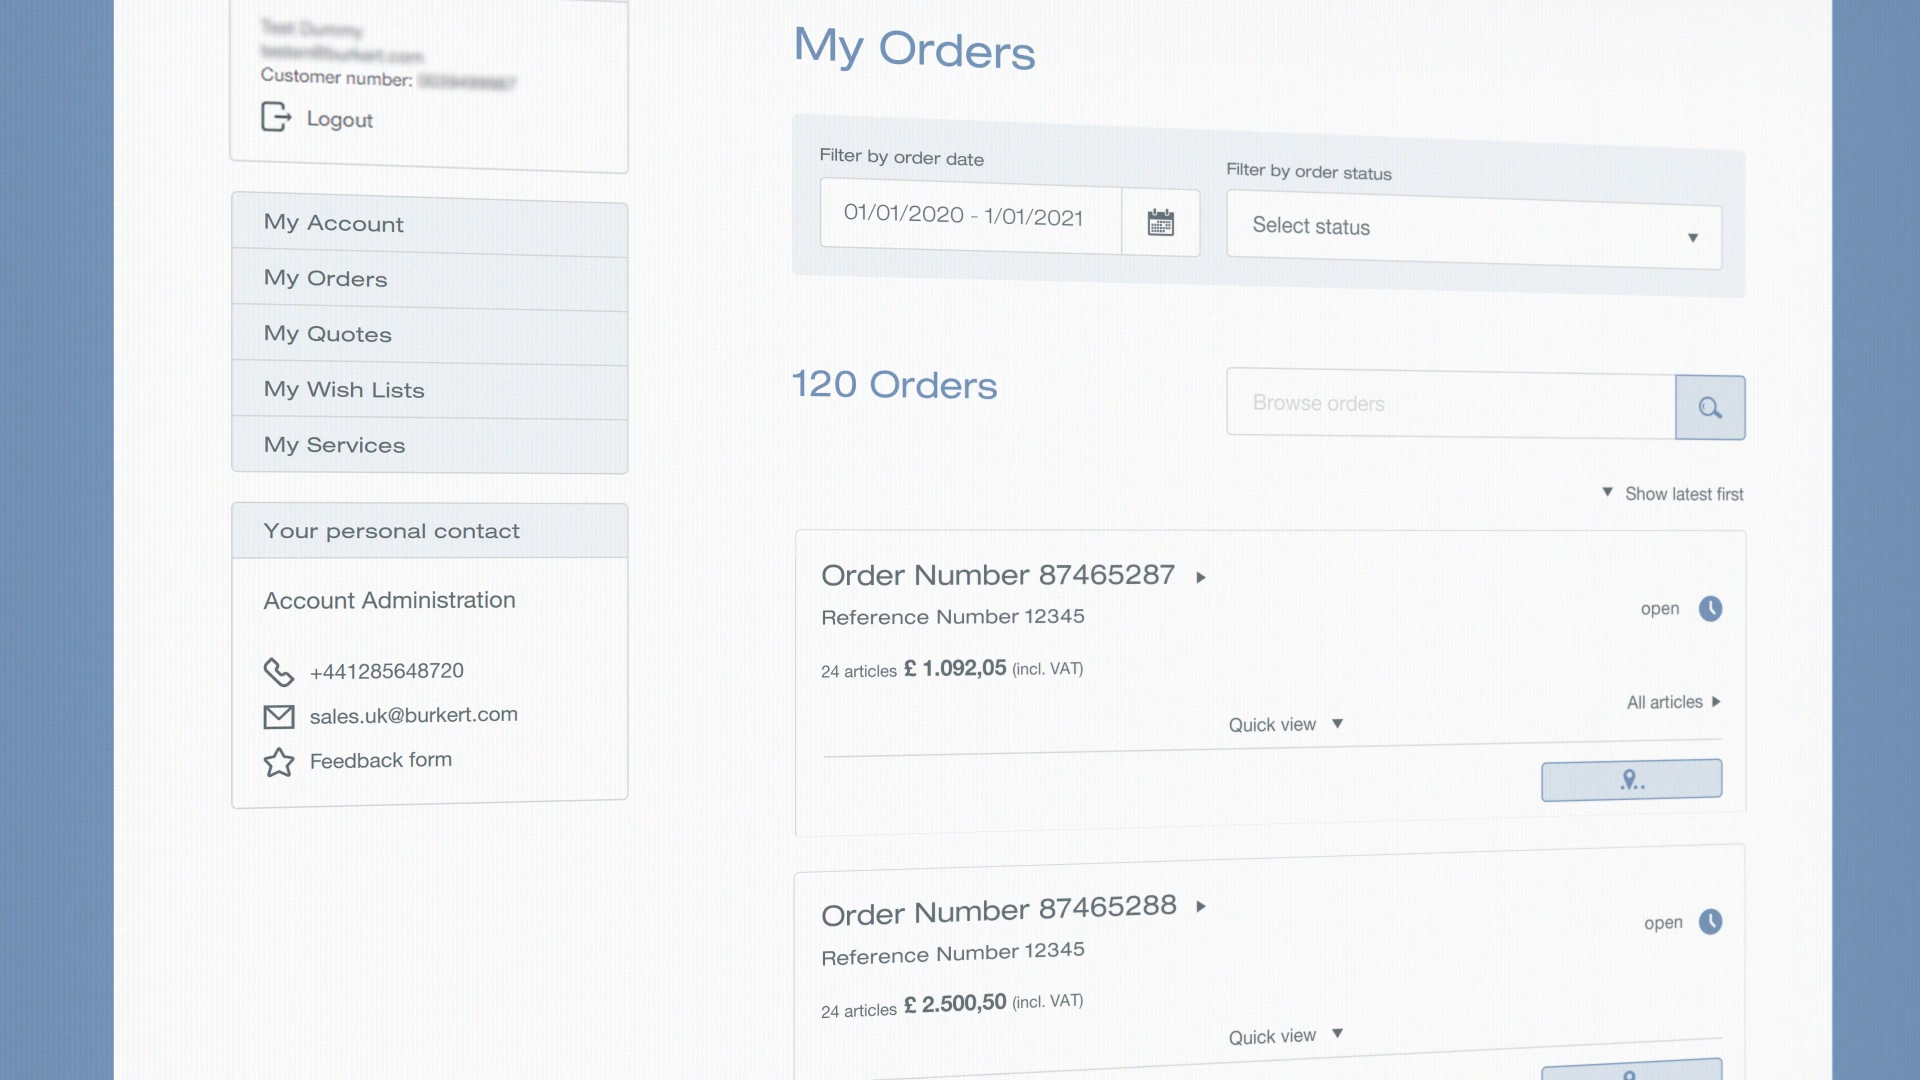 Customer number:
Logout
My Account
My Orders
My Quotes
My Wish Lists
My Services
Your personal contact
Account Administration
+441285648720
sales.uk@burkert.com
Feedback form
My Orders
Filter by order date
01/01/2020 - 1/01/2021
Filter by order status
Select status
120 Orders
Browse orders
Show latest first
Order Number 87465287
Reference Number 12345
open
24 articles £ 1.092,05 (incl. VAT)
All articles
Quick view
Order Number 87465288
Reference Number 12345
open
24 articles £ 2.500,50 (incl. VAT)
Quick view